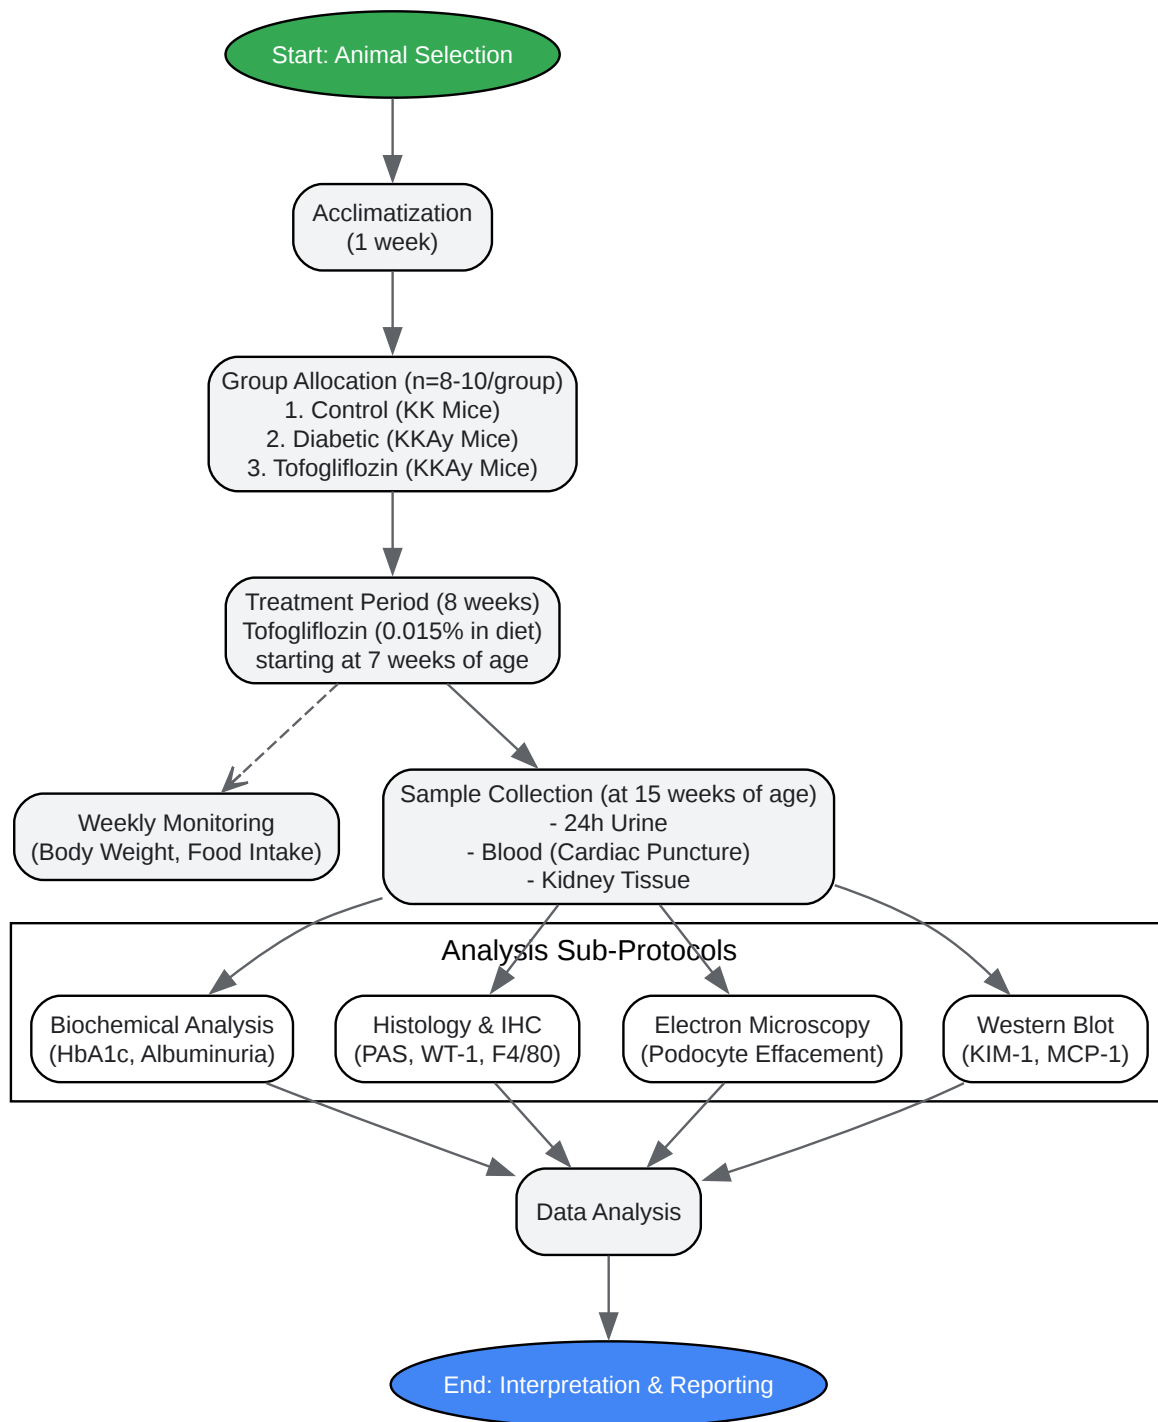 Start: Animal Selection
Acclimatization
(1 week)
Group Allocation (n=8-10/group)
1. Control (KK Mice)
2. Diabetic (KKAy Mice)
3. Tofogliflozin (KKAy Mice)
Treatment Period (8 weeks)
Tofogliflozin (0.015% in diet)
starting at 7 weeks of age
Weekly Monitoring
(Body Weight, Food Intake)
Sample Collection (at 15 weeks of age)
- 24h Urine
- Blood (Cardiac Puncture)
- Kidney Tissue
Analysis Sub-Protocols
Biochemical Analysis
(HbA1c, Albuminuria)
Histology & IHC
(PAS, WT-1, F4/80)
Electron Microscopy
(Podocyte Effacement)
Western Blot
(KIM-1, MCP-1)
Data Analysis
End: Interpretation & Reporting